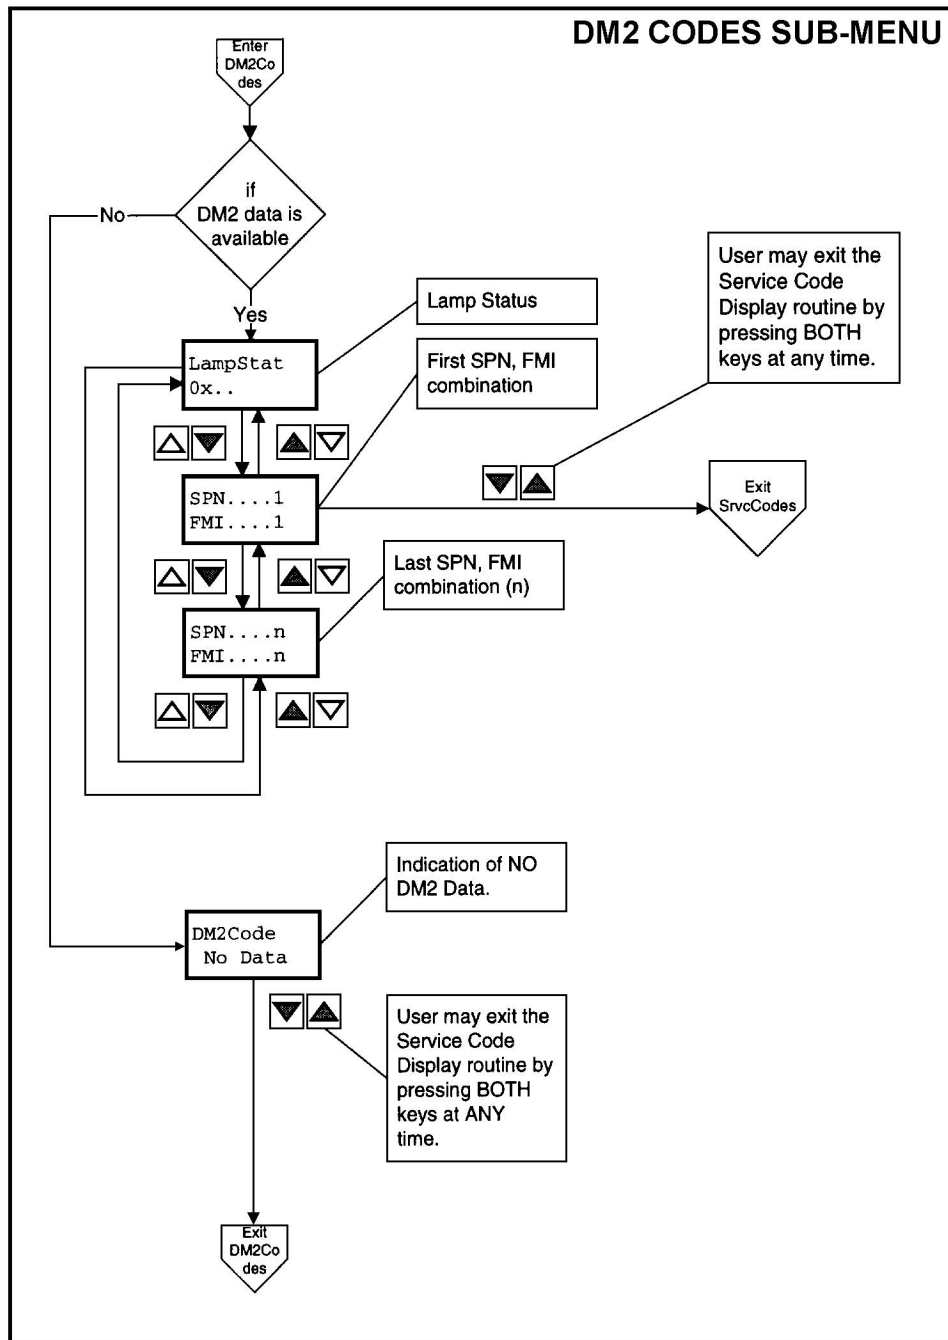 DM2 CODES SUB-MENU
Enter
DM2Co
des
if
DM2 data is
available
No
Yes
User may exit the
Service Code
Display routine by
pressing BOTH
keys at any time.
Lamp Status
LampStat
0x..
First SPN, FMI
combination
SPN....1
FMI....1
Exit
SrvcCodes
Last SPN, FMI
combination (n)
SPN....n
FMI....n
Indication of NO
DM2 Data.
DM2Code
No Data
User may exit the
Service Code
Display routine by
pressing BOTH
keys at ANY
time.
Exit
DM2Co
des